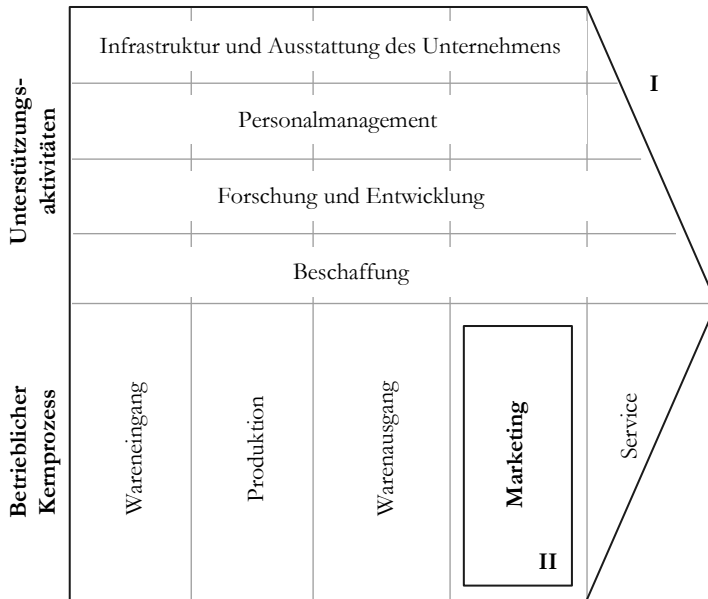 Infrastruktur und Ausstattung des Unternehmens
I
Personalmanagement
Forschung und Entwicklung
Beschaffung
Unterstützungs-
aktivitäten
Betrieblicher
Kernprozess
Wareneingang
Produktion
Warenausgang
Marketing
II
Service